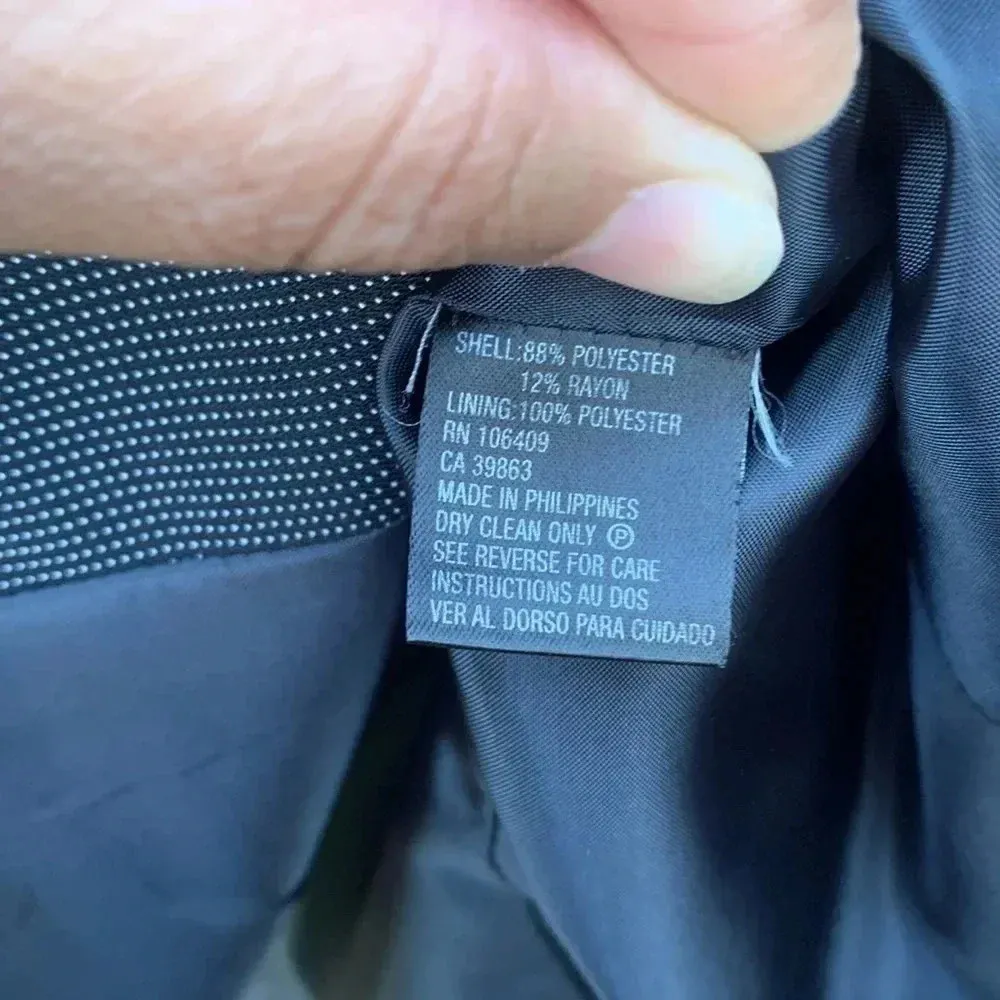 SHELL:88% POLYESTER
12% RAYON
LINING:100% POLYESTER
RN 106409
CA 39863
MADE IN PHILIPPINES
DRY CLEAN ONLY Ⓟ
SEE REVERSE FOR CARE
INSTRUCTIONS AU DOS
VER AL DORSO PARA CUIDADO